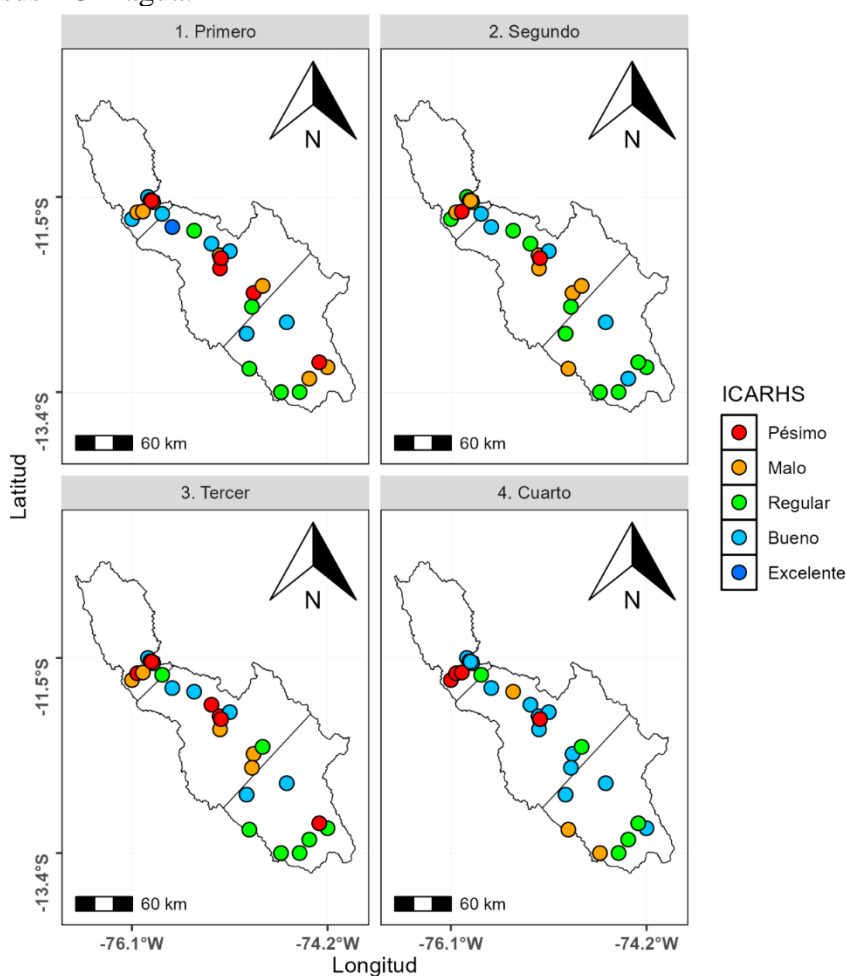 1. Primero
2. Segundo
N
N
-11.5°S
-13.4°S
60 km
60 km
3. Tercer
4. Cuarto
N
N
-11.5°S
-13.4°S
60 km
60 km
-76.1°W
-74.2°W
-76.1°W
-74.2°W
Latitud
Longitud
ICARHS
Pésimo
Malo
Regular
Bueno
Excelente